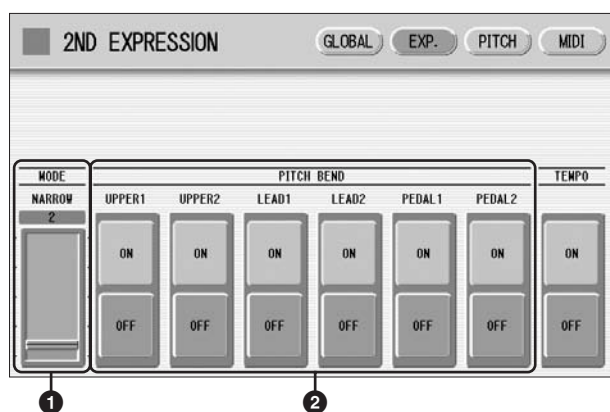 2ND EXPRESSION GLOBAL EXP. PITCH MIDI
MODE PITCH BEND TEMPO
NARROW UPPER1 UPPER2 LEAD1 LEAD2 PEDAL1 PEDAL2
2
ON ON ON ON ON ON ON
OFF OFF OFF OFF OFF OFF OFF
1 2